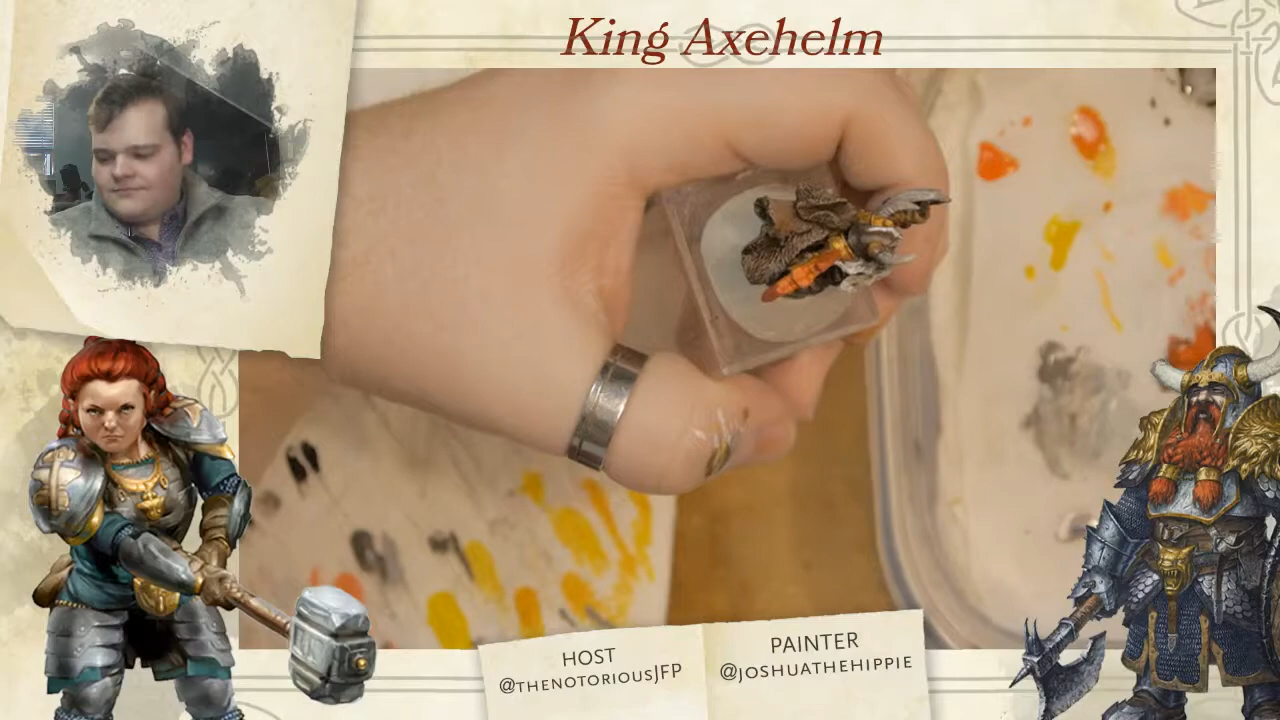 King Axehelm
HOST
@THENOTORIOUSJFP
PAINTER
@JOSHUATHEHIPPIE